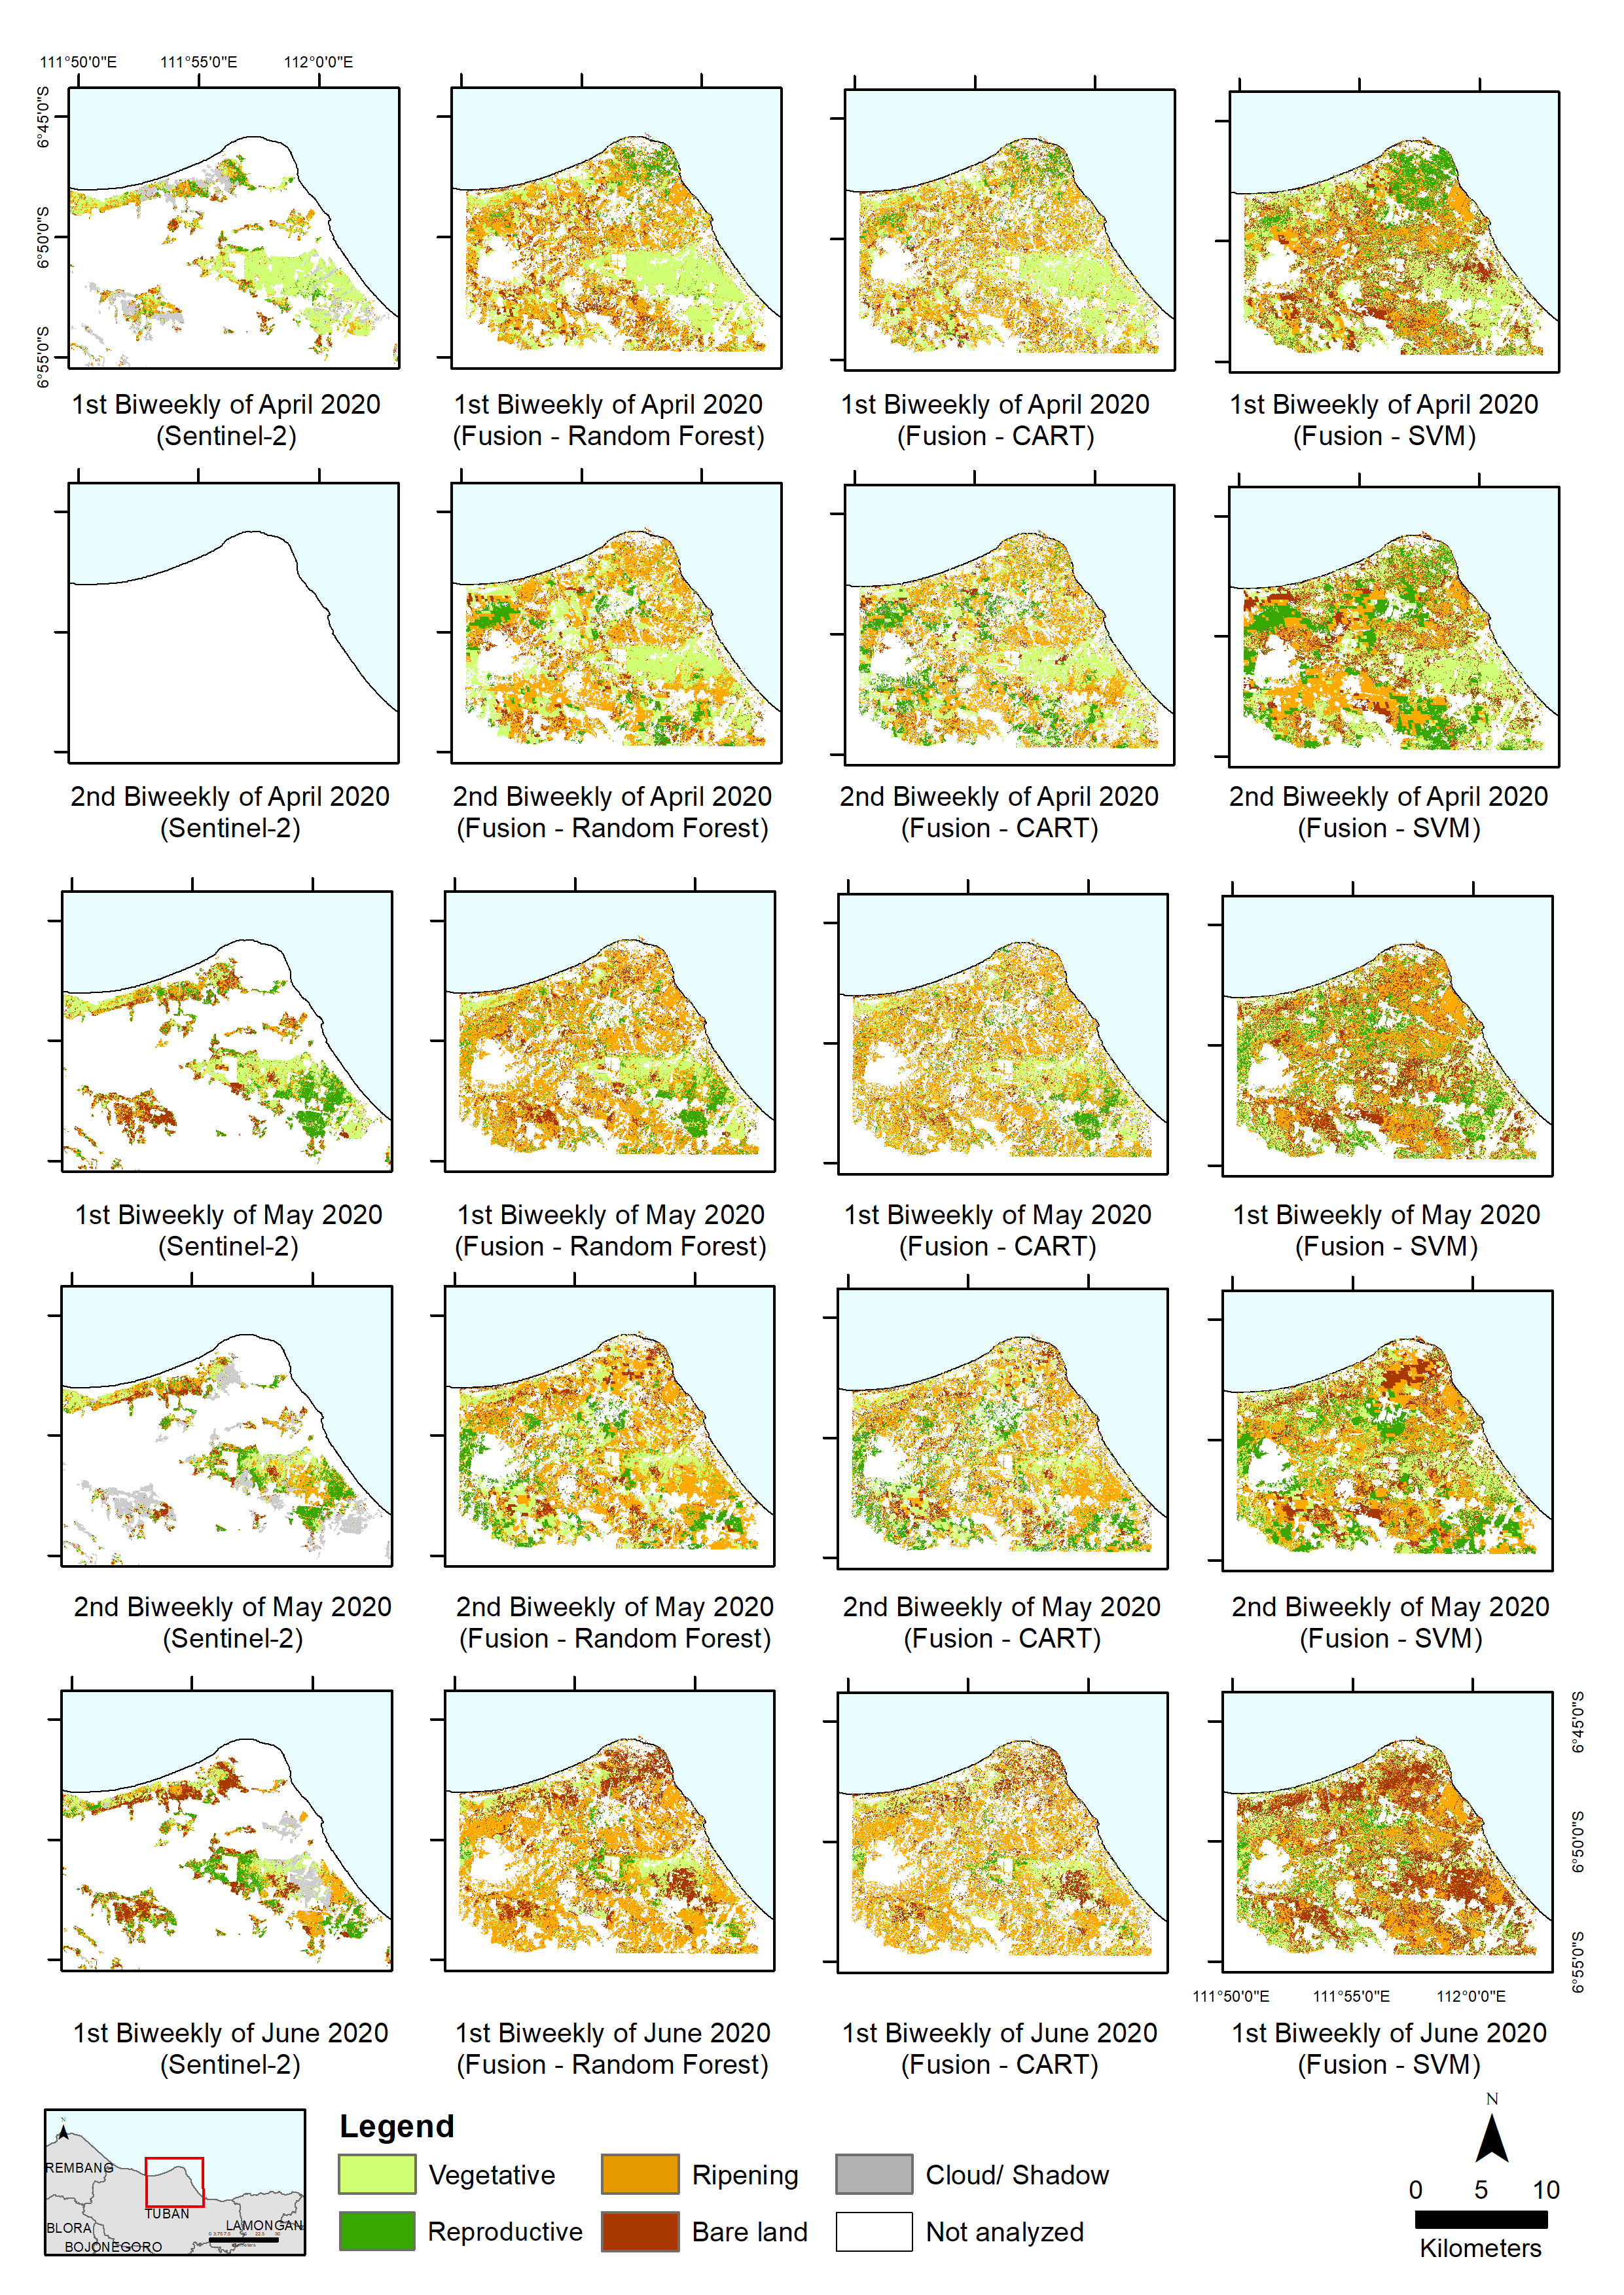 111°50'0"E 111°55'0"E 112°0'0"E
6°45'0"S
6°50'0"S
6°55'0"S
1st Biweekly of April 2020 (Sentinel-2)
1st Biweekly of April 2020 (Fusion - Random Forest)
1st Biweekly of April 2020 (Fusion - CART)
1st Biweekly of April 2020 (Fusion - SVM)
2nd Biweekly of April 2020 (Sentinel-2)
2nd Biweekly of April 2020 (Fusion - Random Forest)
2nd Biweekly of April 2020 (Fusion - CART)
2nd Biweekly of April 2020 (Fusion - SVM)
1st Biweekly of May 2020 (Sentinel-2)
1st Biweekly of May 2020 (Fusion - Random Forest)
1st Biweekly of May 2020 (Fusion - CART)
1st Biweekly of May 2020 (Fusion - SVM)
2nd Biweekly of May 2020 (Sentinel-2)
2nd Biweekly of May 2020 (Fusion - Random Forest)
2nd Biweekly of May 2020 (Fusion - CART)
2nd Biweekly of May 2020 (Fusion - SVM)
6°45'0"S
6°50'0"S
6°55'0"S
111°50'0"E 111°55'0"E 112°0'0"E
1st Biweekly of June 2020 (Sentinel-2)
1st Biweekly of June 2020 (Fusion - Random Forest)
1st Biweekly of June 2020 (Fusion - CART)
1st Biweekly of June 2020 (Fusion - SVM)
N
REMBANG
TUBAN
BLORA
LAMONGAN
BOJONEGORO
Legend
Vegetative
Ripening
Cloud/ Shadow
Reproductive
Bare land
Not analyzed
N
0 5 10
Kilometers